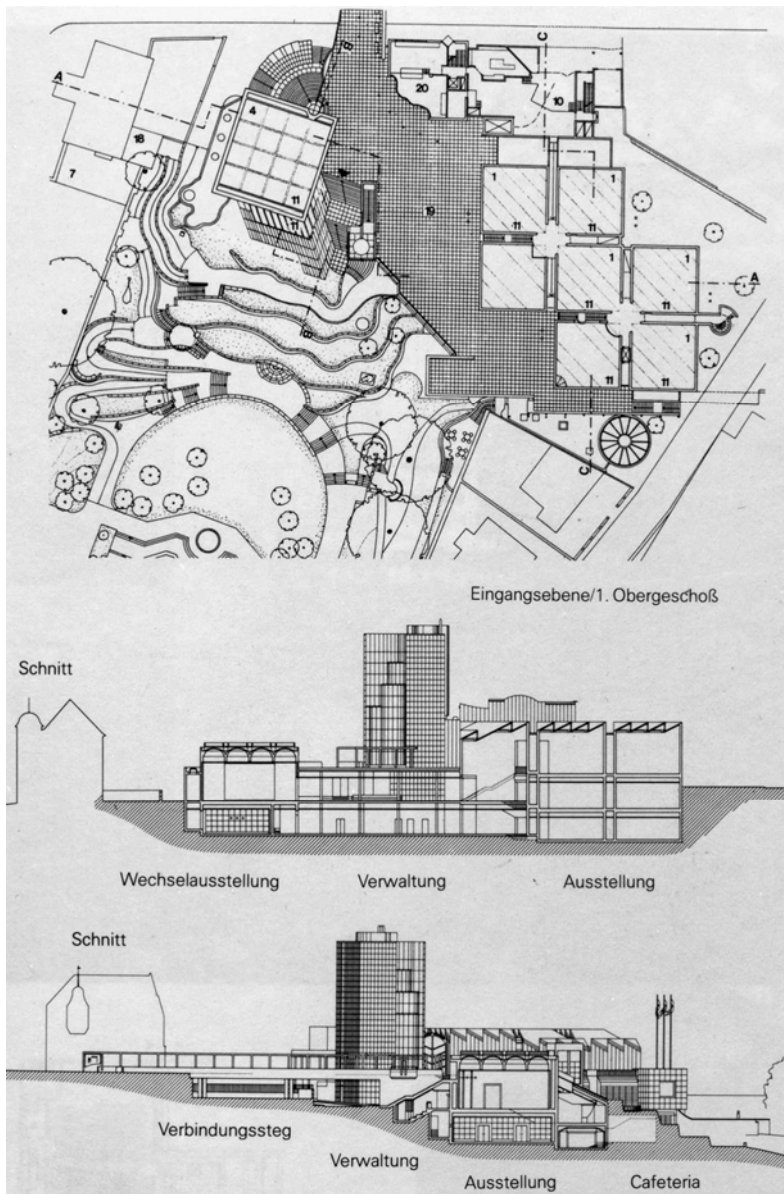 A
B
C
4
20
10
18
7
11
11
19
1
1
11
11
1
1
A
11
11
1
B
11
11
C
Eingangsebene/1. Obergeschoß
Schnitt
Wechselausstellung Verwaltung Ausstellung
Schnitt
Verbindungssteg
Verwaltung
Ausstellung Cafeteria